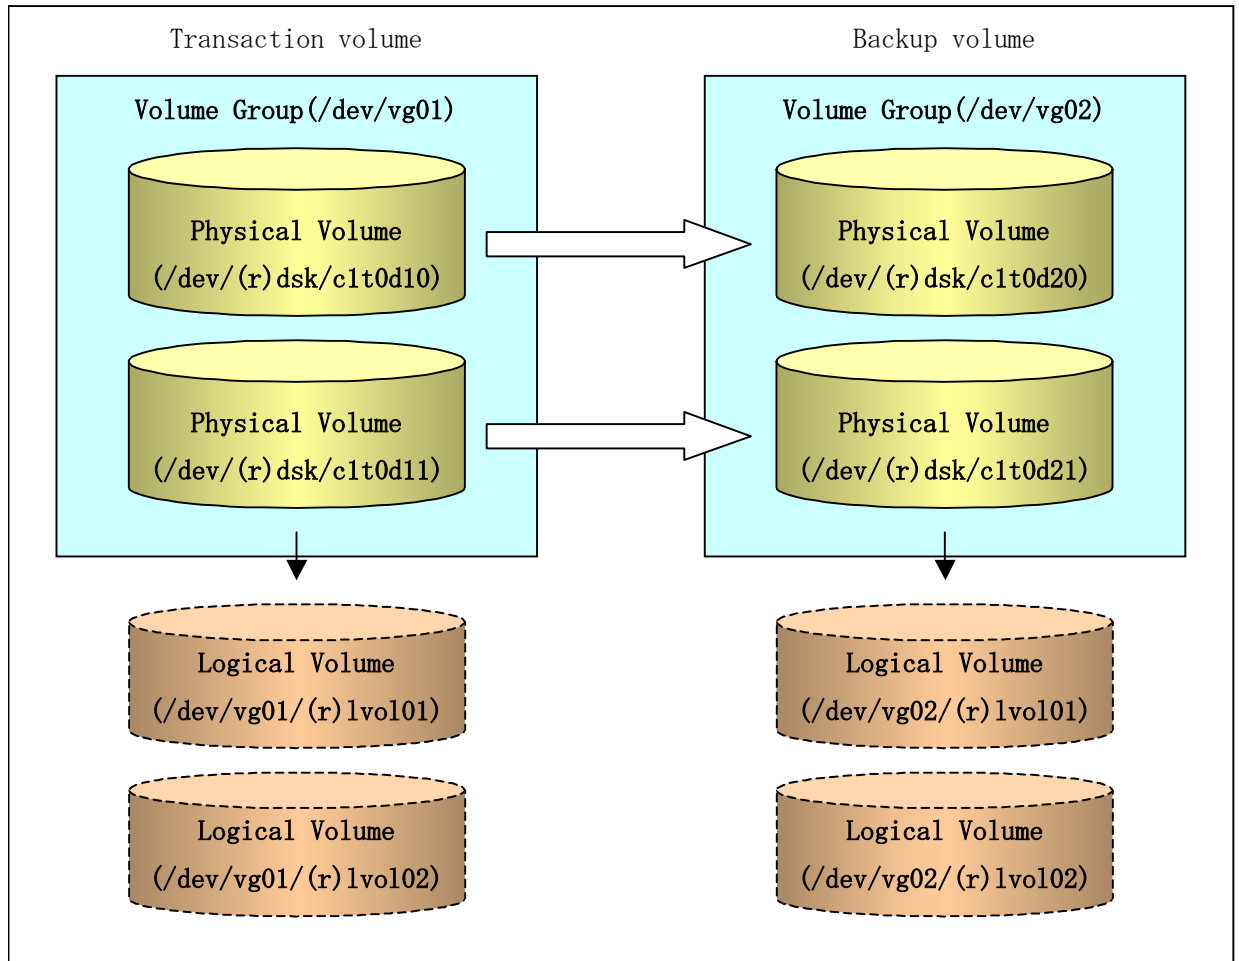 Transaction volume
Volume Group(/dev/vg01)
Physical Volume
(/dev/(r)dsk/c1t0d10)
Physical Volume
(/dev/(r)dsk/c1t0d11)
Logical Volume
(/dev/vg01/(r)lvol01)
Logical Volume
(/dev/vg01/(r)lvol02)
Backup volume
Volume Group(/dev/vg02)
Physical Volume
(/dev/(r)dsk/c1t0d20)
Physical Volume
(/dev/(r)dsk/c1t0d21)
Logical Volume
(/dev/vg02/(r)lvol01)
Logical Volume
(/dev/vg02/(r)lvol02)